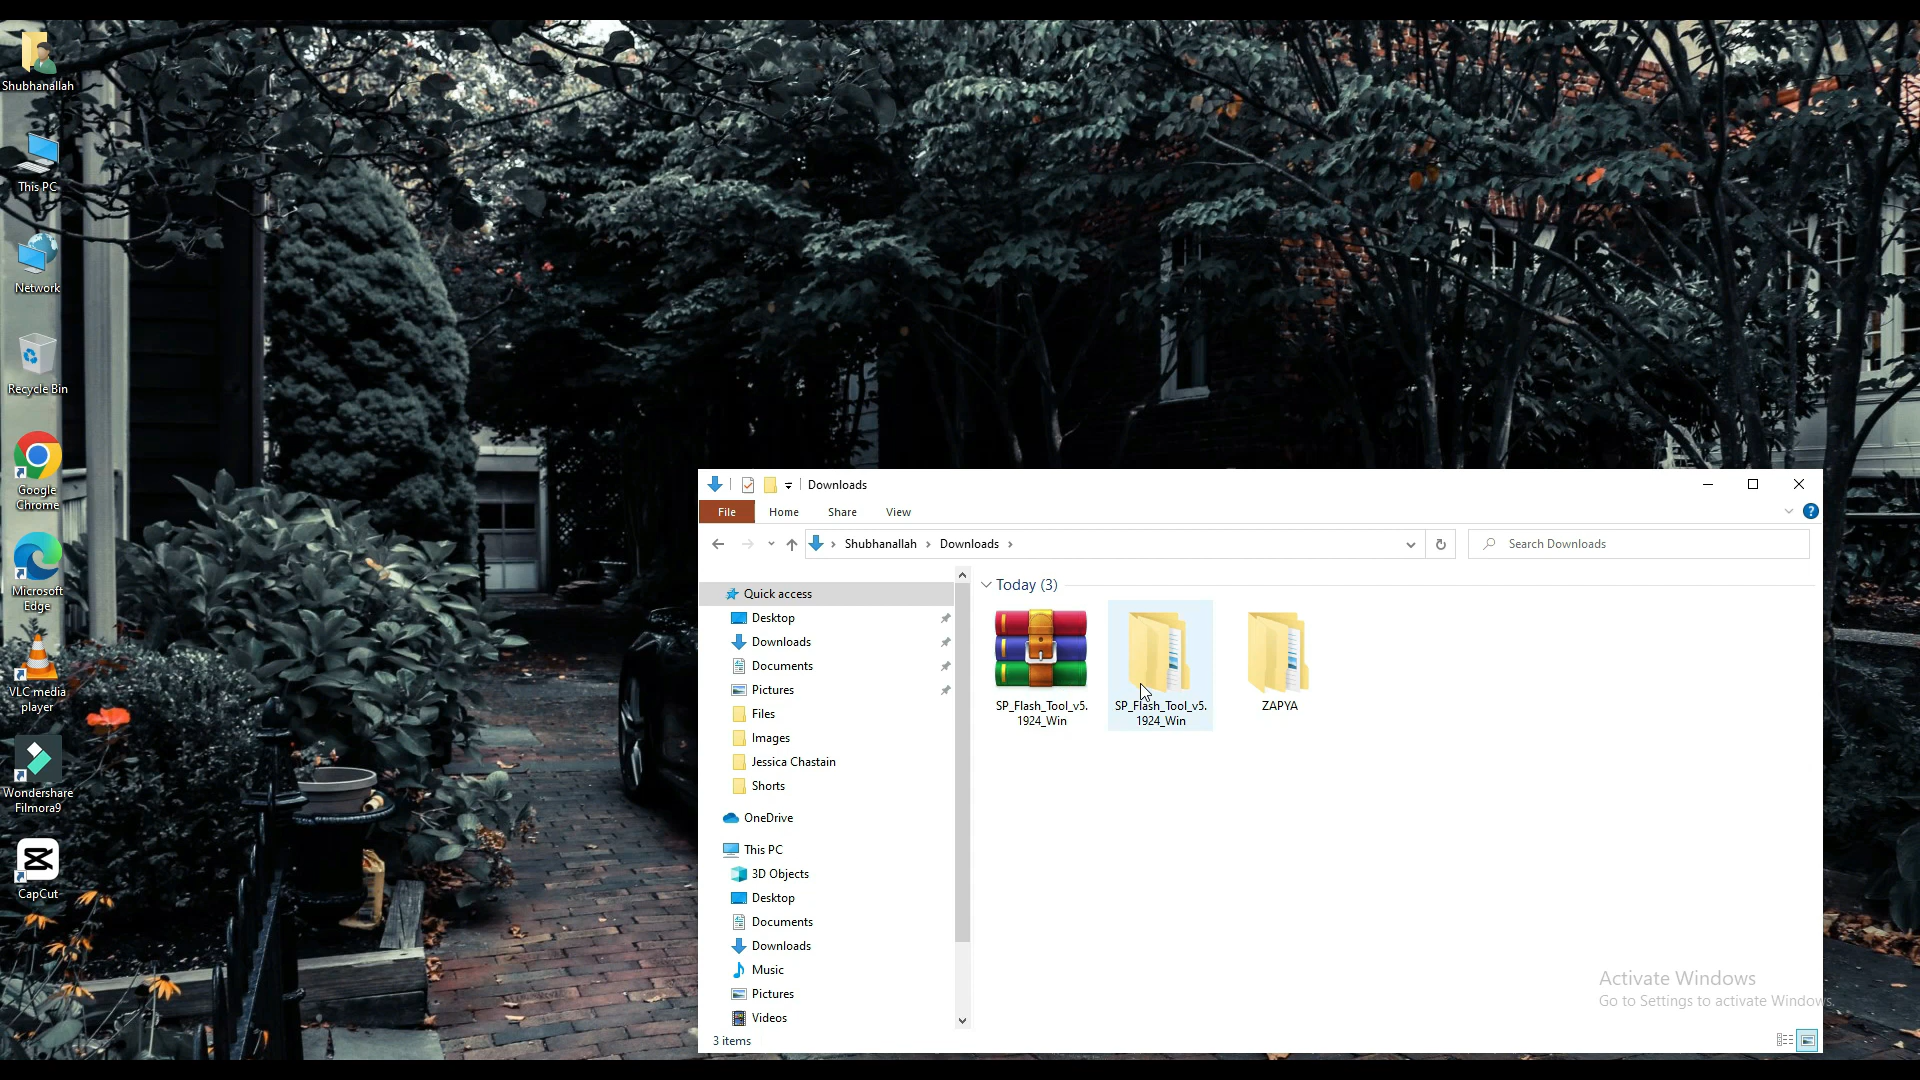 Shubhanallah
This PC
Network
Recycle Bin
Google
Chrome
Microsoft
Edge
VLC media
player
Wondershare
Filmora9
CapCut
Downloads
File Home Share View
Shubhanallah › Downloads ›
Search Downloads
Quick access
Desktop
Downloads
Documents
Pictures
Files
Images
Jessica Chastain
Shorts
OneDrive
This PC
3D Objects
Desktop
Documents
Downloads
Music
Pictures
Videos
Today (3)
SP_Flash_Tool_v5.
1924_Win
SP_Flash_Tool_v5.
1924_Win
ZAPYA
Activate Windows
Go to Settings to activate Windows.
3 items